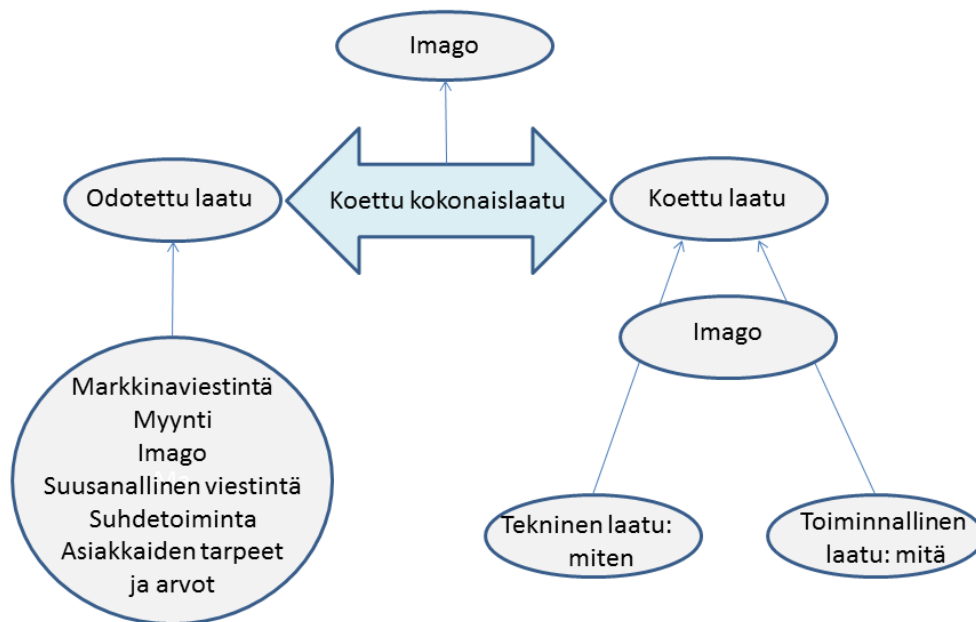 Imago
Odotettu laatu
Koettu kokonaislaatu
Koettu laatu
Imago
Markkinaviestintä
Myynti
Imago
Suusanallinen viestintä
Suhdetoiminta
Asiakkaiden tarpeet
ja arvot
Tekninen laatu:
miten
Toiminnallinen
laatu: mitä